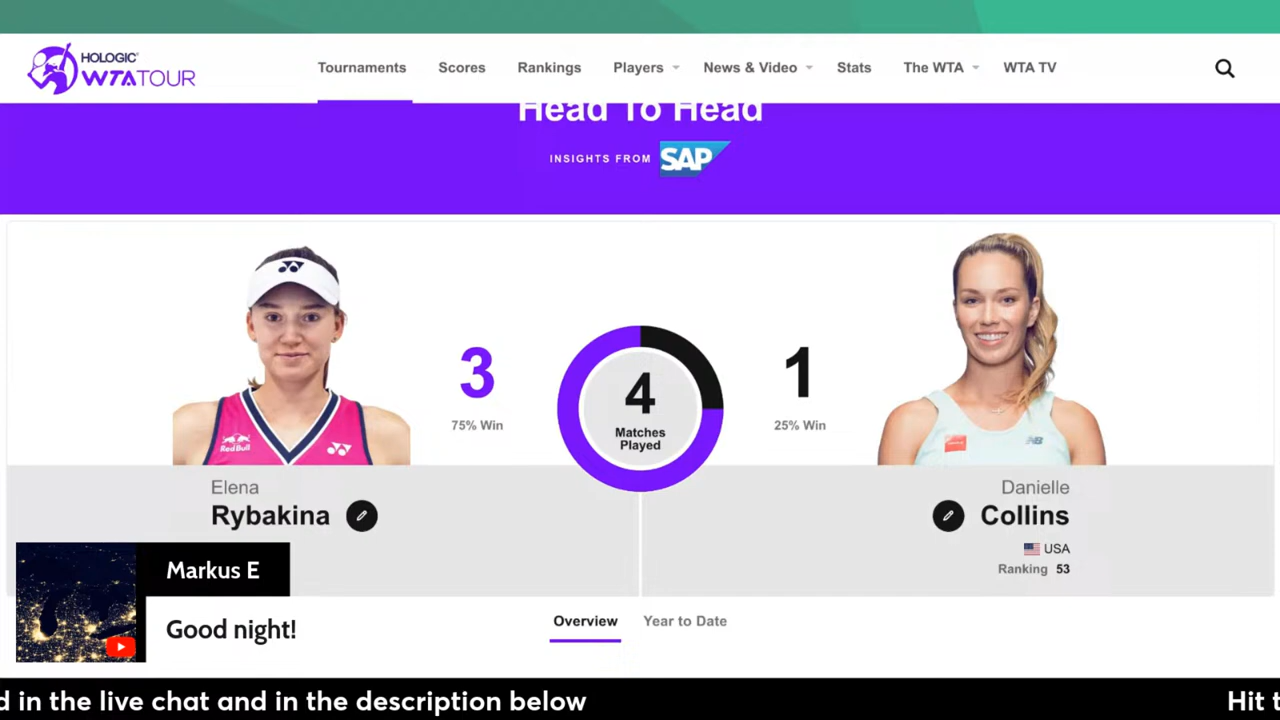 HOLOGIC
WTATOUR
Tournaments Scores Rankings Players News & Video Stats The WTA WTA TV
Head To Head
INSIGHTS FROM SAP
3
75% Win
4
Matches
Played
1
25% Win
RedBull
Elena
Rybakina
Danielle
Collins
USA
Ranking 53
Markus E
Good night!
Overview Year to Date
d in the live chat and in the description below Hit t